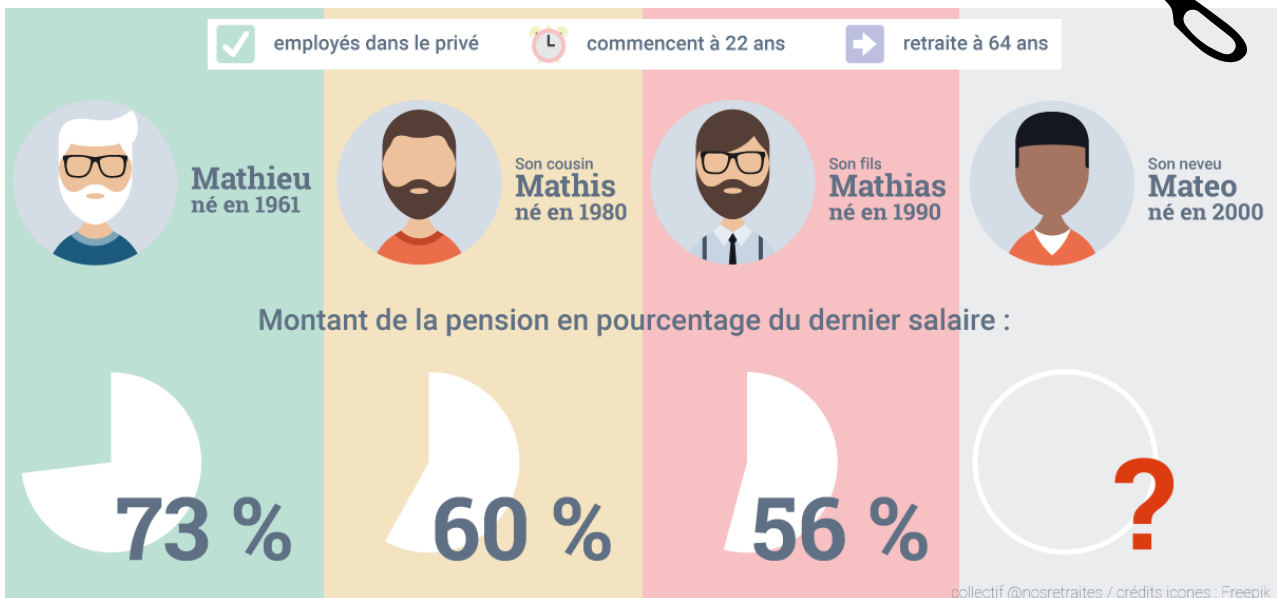 employés dans le privé
commencent à 22 ans
retraite à 64 ans
Mathieu
né en 1961
Son cousin
Mathis
né en 1980
Son fils
Mathias
né en 1990
Son neveu
Mateo
né en 2000
Montant de la pension en pourcentage du dernier salaire :
73 %
60 %
56 %
?
collectif @nosretraites / crédits icones : Freepik